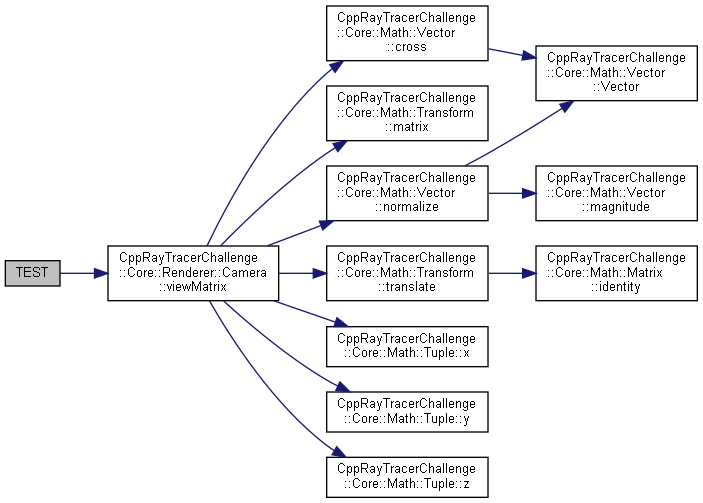 TEST
CppRayTracerChallenge
::Core::Renderer::Camera
::viewMatrix
CppRayTracerChallenge
::Core::Math::Vector
::cross
CppRayTracerChallenge
::Core::Math::Transform
::matrix
CppRayTracerChallenge
::Core::Math::Vector
::normalize
CppRayTracerChallenge
::Core::Math::Transform
::translate
CppRayTracerChallenge
::Core::Math::Tuple::x
CppRayTracerChallenge
::Core::Math::Tuple::y
CppRayTracerChallenge
::Core::Math::Tuple::z
CppRayTracerChallenge
::Core::Math::Vector
::Vector
CppRayTracerChallenge
::Core::Math::Vector
::magnitude
CppRayTracerChallenge
::Core::Math::Matrix
::identity